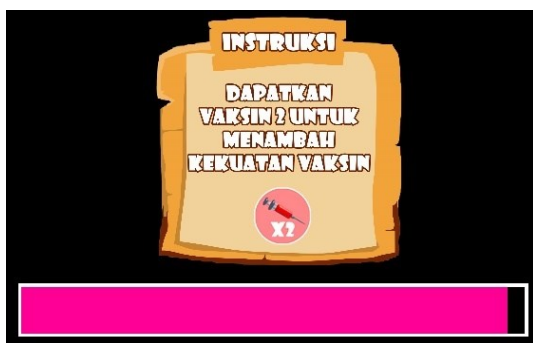 INSTRUKSI
DAPATKAN
VAKSIN 2 UNTUK
MENAMBAH
KEKUATAN VAKSIN
X2